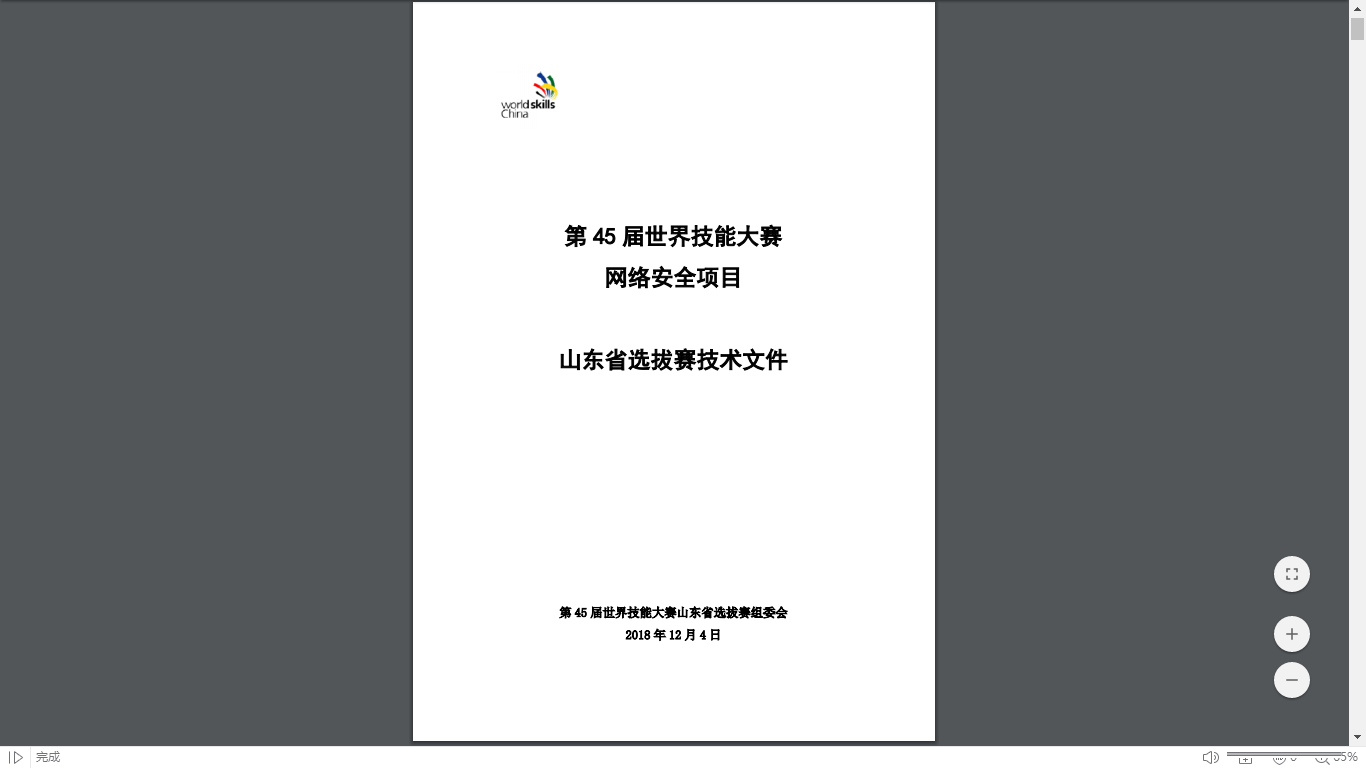 worldskills
China
第 45 届世界技能大赛
网络安全项目
山东省选拔赛技术文件
第 45 届世界技能大赛山东省选拔赛组委会
2018 年 12 月 4 日
完成